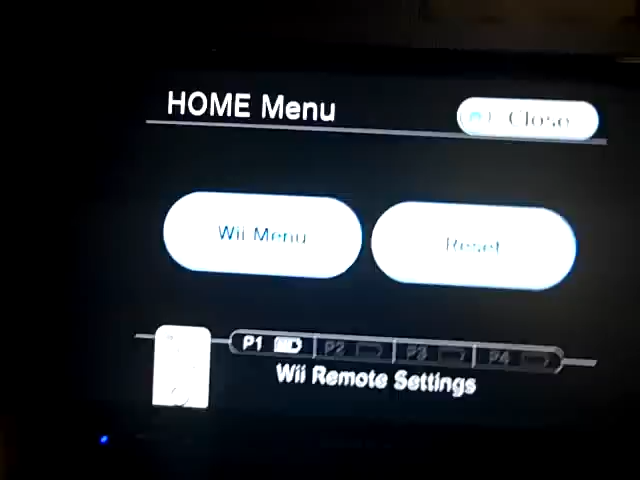 HOME Menu
Close
Wii Menu
Reset
P1 P2 P3 P4
Wii Remote Settings